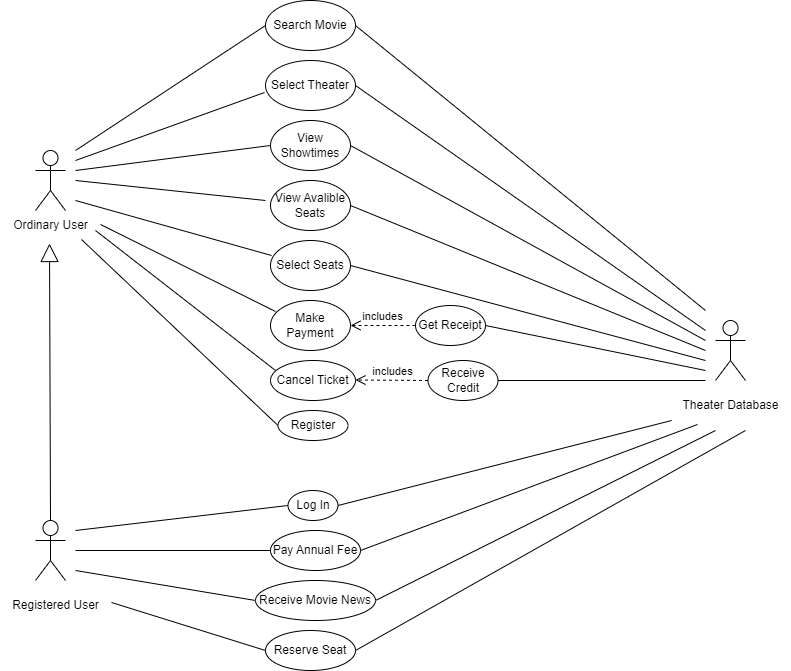 Search Movie
Select Theater
View
Showtimes
Ordinary User
View Avalible
Seats
Select Seats
Make
Payment
includes
Get Receipt
Cancel Ticket
includes
Receive
Credit
Theater Database
Register
Log In
Pay Annual Fee
Registered User
Receive Movie News
Reserve Seat